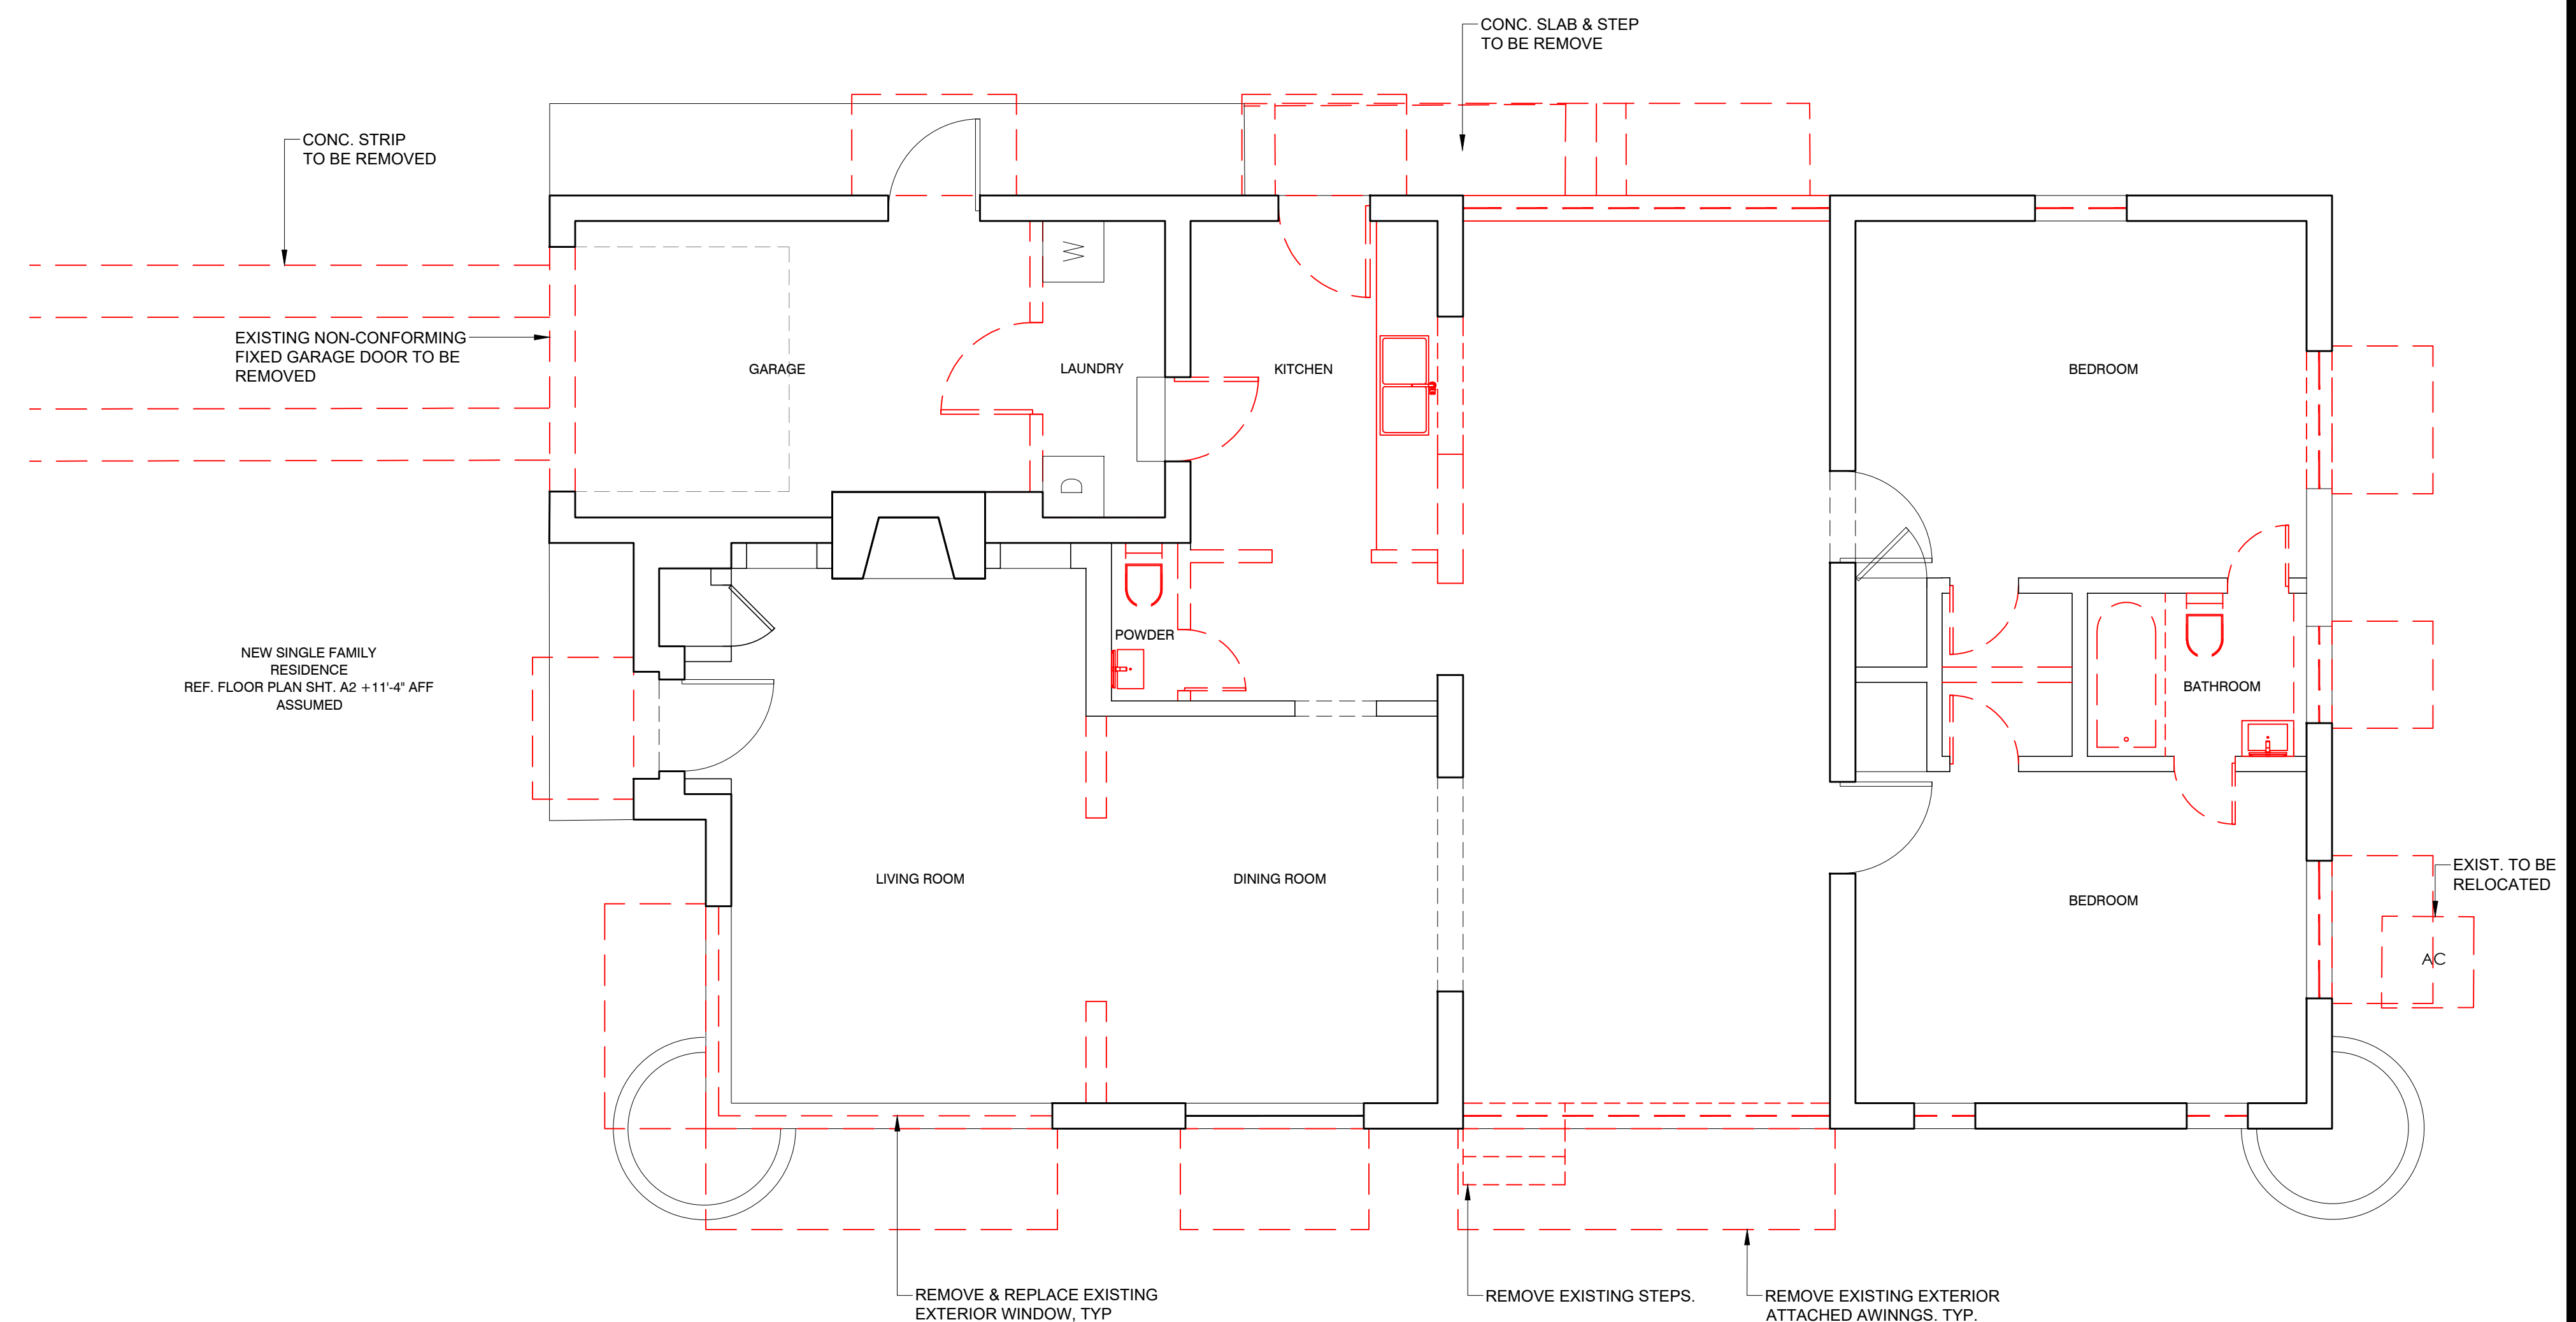 CONC. SLAB & STEP
TO BE REMOVE
CONC. STRIP
TO BE REMOVED
EXISTING NON-CONFORMING
FIXED GARAGE DOOR TO BE
REMOVED
W
GARAGE
LAUNDRY
KITCHEN
BEDROOM
D
POWDER
NEW SINGLE FAMILY
RESIDENCE
REF. FLOOR PLAN SHT. A2 +11'-4" AFF
ASSUMED
BATHROOM
LIVING ROOM
DINING ROOM
BEDROOM
EXIST. TO BE
RELOCATED
AC
REMOVE & REPLACE EXISTING
EXTERIOR WINDOW, TYP
REMOVE EXISTING STEPS.
REMOVE EXISTING EXTERIOR
ATTACHED AWINNGS. TYP.